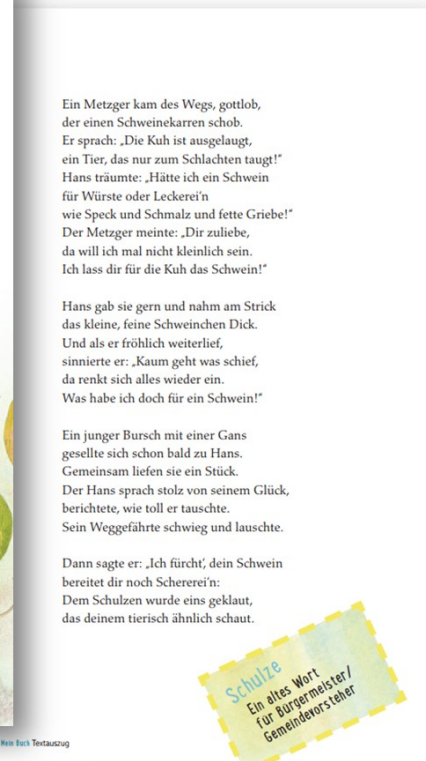 Ein Metzger kam des Wegs, gottlob,
der einen Schweinekarren schob.
Er sprach: „Die Kuh ist ausgelaugt,
ein Tier, das nur zum Schlachten taugt!“
Hans träumte: „Hätte ich ein Schwein
für Würste oder Leckerei’n
wie Speck und Schmalz und fette Griebe!“
Der Metzger meinte: „Dir zuliebe,
da will ich mal nicht kleinlich sein.
Ich lass dir für die Kuh das Schwein!“
Hans gab sie gern und nahm am Strick
das kleine, feine Schweinchen Dick.
Und als er fröhlich weiterlief,
sinnierte er: „Kaum geht was schief,
da renkt sich alles wieder ein.
Was habe ich doch für ein Schwein!“
Ein junger Bursch mit einer Gans
gesellte sich schon bald zu Hans.
Gemeinsam liefen sie ein Stück.
Der Hans sprach stolz von seinem Glück,
berichtete, wie toll er tauschte.
Sein Weggefährte schwieg und lauschte.
Dann sagte er: „Ich fürcht’, dein Schwein
bereitet dir noch Schererei’n:
Dem Schulzen wurde eins geklaut,
das deinem tierisch ähnlich schaut.
Schulze
Ein altes Wort
für Bürgermeister/
Gemeindevorsteher
Mein Buch Textauszug